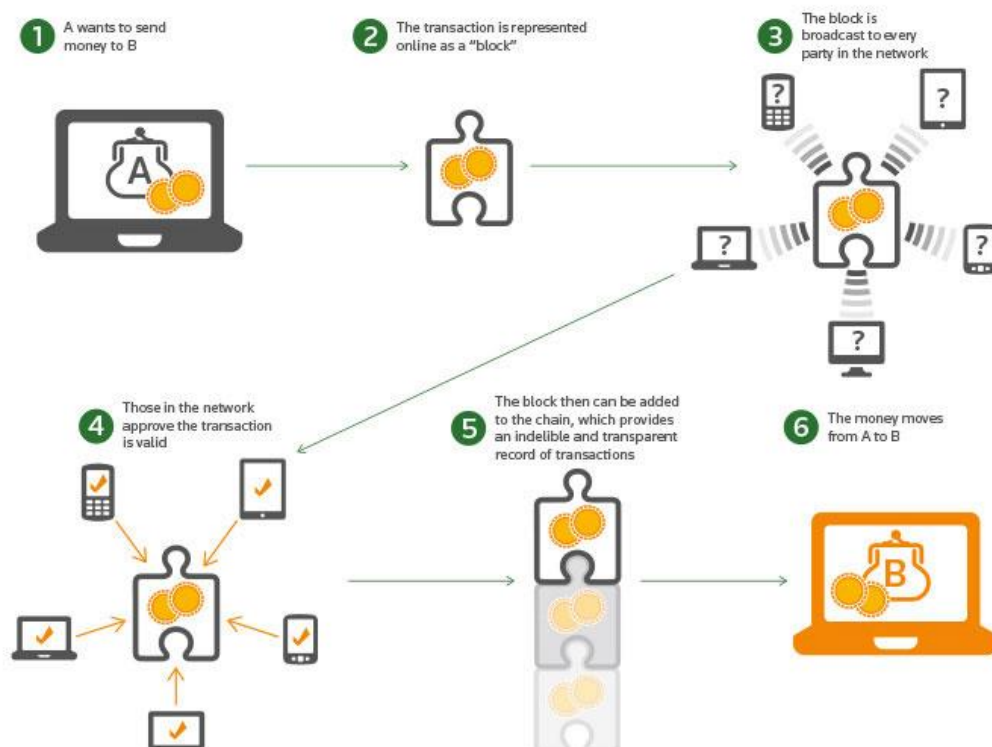 1
A wants to send
money to B
2
The transaction is represented
online as a “block”
3
The block is
broadcast to every
party in the network
A
?
?
?
?
?
4
Those in the network
approve the transaction
is valid
5
The block then can be added
to the chain, which provides
an indelible and transparent
record of transactions
6
The money moves
from A to B
B